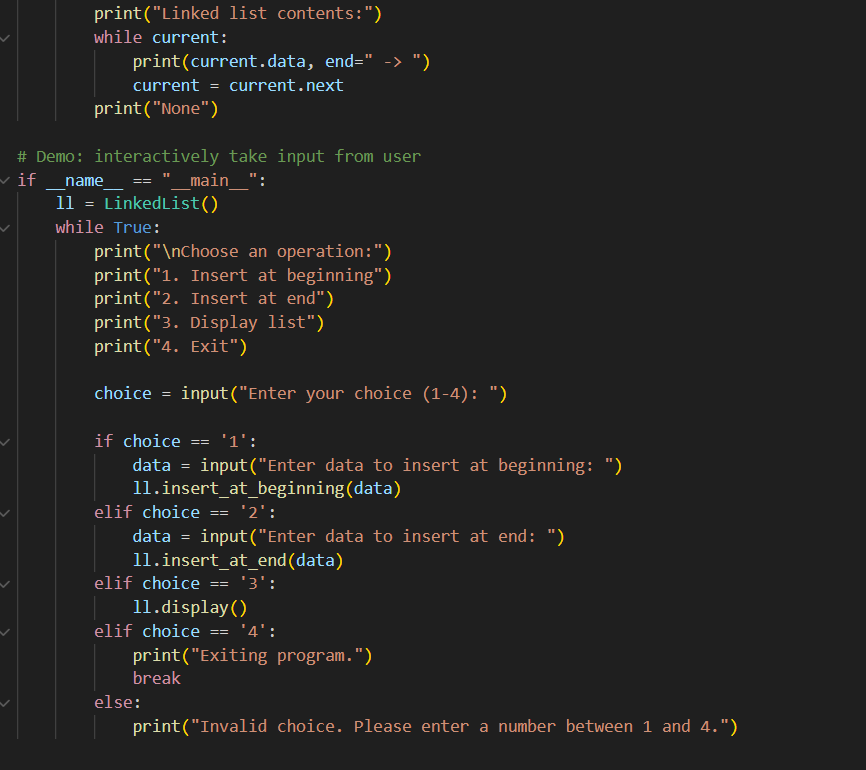 print("Linked list contents:")
        while current:
            print(current.data, end=" -> ")
            current = current.next
        print("None")

# Demo: interactively take input from user
if __name__ == "__main__":
    ll = LinkedList()
    while True:
        print("\nChoose an operation:")
        print("1. Insert at beginning")
        print("2. Insert at end")
        print("3. Display list")
        print("4. Exit")

        choice = input("Enter your choice (1-4): ")

        if choice == '1':
            data = input("Enter data to insert at beginning: ")
            ll.insert_at_beginning(data)
        elif choice == '2':
            data = input("Enter data to insert at end: ")
            ll.insert_at_end(data)
        elif choice == '3':
            ll.display()
        elif choice == '4':
            print("Exiting program.")
            break
        else:
            print("Invalid choice. Please enter a number between 1 and 4.")